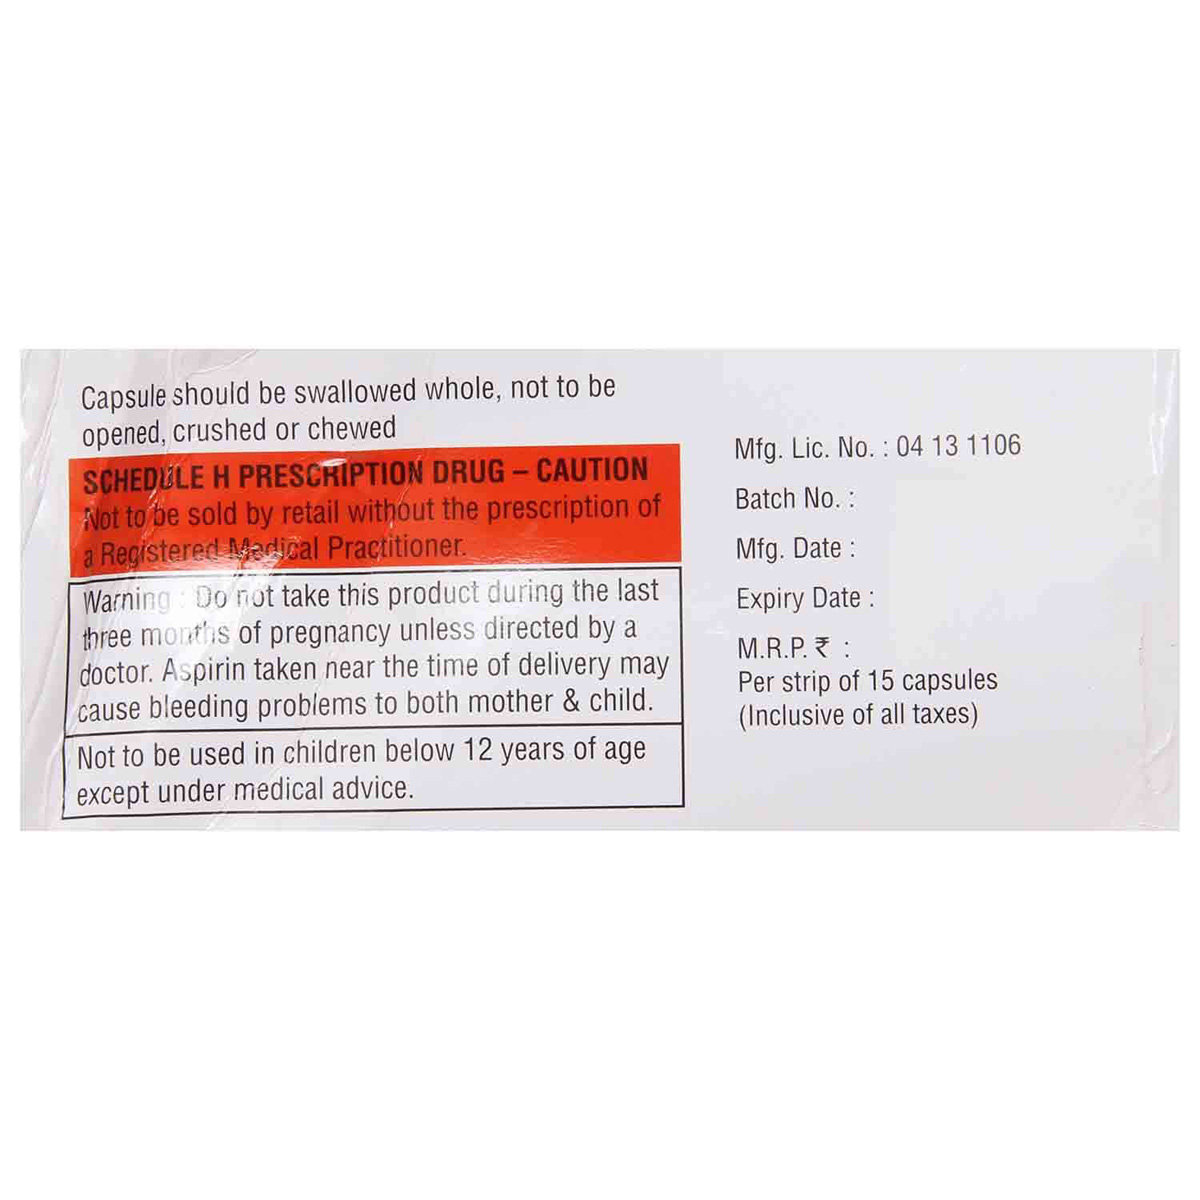 Capsule should be swallowed whole, not to be
opened, crushed or chewed
SCHEDULE H PRESCRIPTION DRUG – CAUTION
Not to be sold by retail without the prescription of
a Registered Medical Practitioner.
Warning : Do not take this product during the last
three months of pregnancy unless directed by a
doctor. Aspirin taken near the time of delivery may
cause bleeding problems to both mother & child.
Not to be used in children below 12 years of age
except under medical advice.
Mfg. Lic. No. : 04 13 1106
Batch No. :
Mfg. Date :
Expiry Date :
M.R.P. ₹ :
Per strip of 15 capsules
(Inclusive of all taxes)